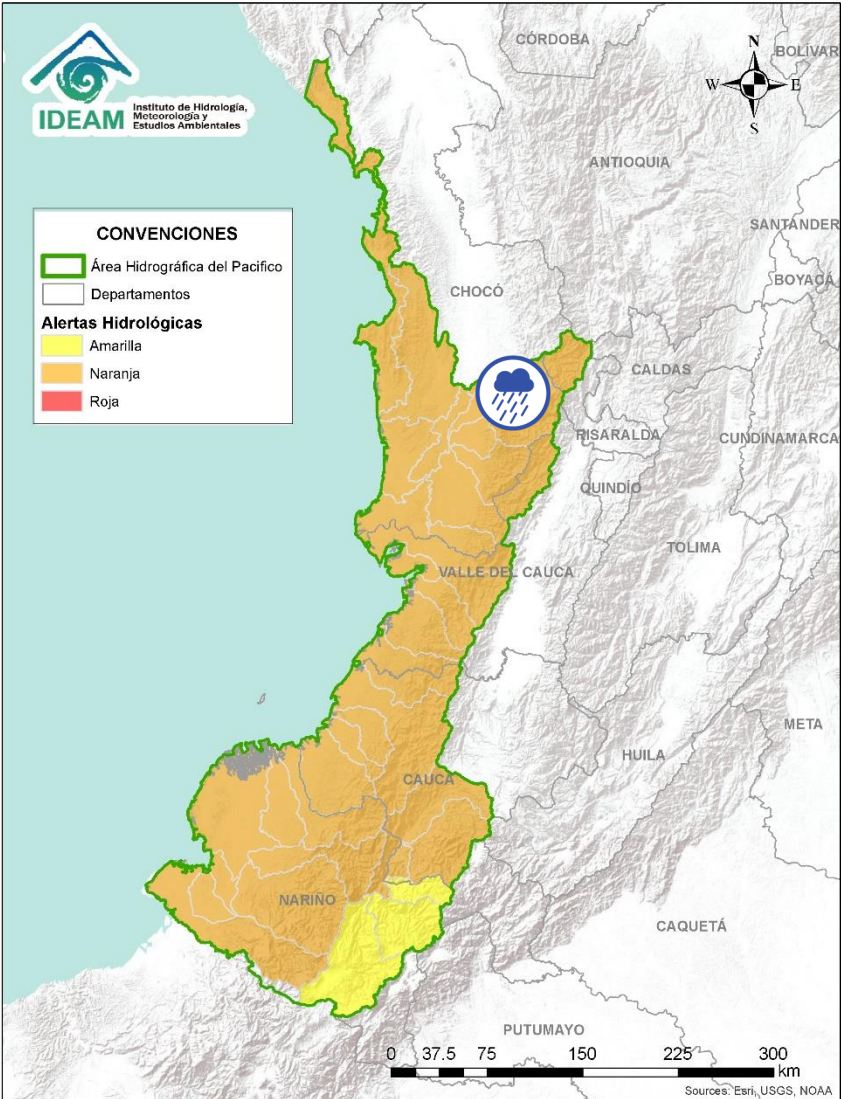 IDEAM
Instituto de Hidrología,
Meteorología y
Estudios Ambientales
CÓRDOBA
BOLÍVAR
N
W
E
S
ANTIOQUIA
SANTANDER
BOYACÁ
CONVENCIONES
Área Hidrográfica del Pacifico
Departamentos
Alertas Hidrológicas
Amarilla
Naranja
Roja
CHOCÓ
CALDAS
RISARALDA
CUNDINAMARCA
QUINDÍO
TOLIMA
VALLE DEL CAUCA
META
HUILA
CAUCA
NARIÑO
CAQUETÁ
PUTUMAYO
0 37.5 75 150 225 300
km
Sources: Esri, USGS, NOAA